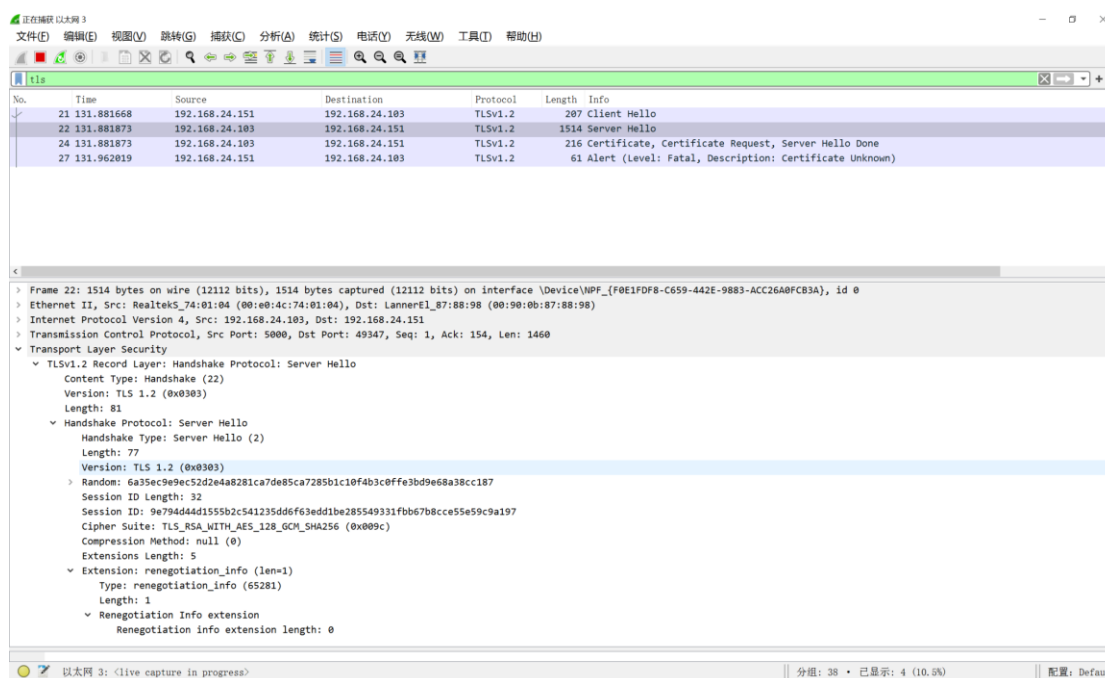 正在捕获 以太网 3
文件(F) 编辑(E) 视图(V) 跳转(G) 捕获(C) 分析(A) 统计(S) 电话(Y) 无线(W) 工具(T) 帮助(H)
tls
No. Time Source Destination Protocol Length Info
21 131.881668 192.168.24.151 192.168.24.103 TLSv1.2 207 Client Hello
22 131.881873 192.168.24.103 192.168.24.151 TLSv1.2 1514 Server Hello
24 131.881873 192.168.24.103 192.168.24.151 TLSv1.2 216 Certificate, Certificate Request, Server Hello Done
27 131.962019 192.168.24.151 192.168.24.103 TLSv1.2 61 Alert (Level: Fatal, Description: Certificate Unknown)
Frame 22: 1514 bytes on wire (12112 bits), 1514 bytes captured (12112 bits) on interface \Device\NPF_{F0E1FDF8-C659-442E-9883-ACC26A0FCB3A}, id 0
Ethernet II, Src: RealtekS_74:01:04 (00:e0:4c:74:01:04), Dst: LannerEl_87:88:98 (00:90:0b:87:88:98)
Internet Protocol Version 4, Src: 192.168.24.103, Dst: 192.168.24.151
Transmission Control Protocol, Src Port: 5000, Dst Port: 49347, Seq: 1, Ack: 154, Len: 1460
Transport Layer Security
TLSv1.2 Record Layer: Handshake Protocol: Server Hello
Content Type: Handshake (22)
Version: TLS 1.2 (0x0303)
Length: 81
Handshake Protocol: Server Hello
Handshake Type: Server Hello (2)
Length: 77
Version: TLS 1.2 (0x0303)
Random: 6a35ec9e9ec52d2e4a8281ca7de85ca7285b1c10f4b3c0ffe3bd9e68a38cc187
Session ID Length: 32
Session ID: 9e794d44d1555b2c541235dd6f63edd1be285549331fbb67b8cce55e59c9a197
Cipher Suite: TLS_RSA_WITH_AES_128_GCM_SHA256 (0x009c)
Compression Method: null (0)
Extensions Length: 5
Extension: renegotiation_info (len=1)
Type: renegotiation_info (65281)
Length: 1
Renegotiation Info extension
Renegotiation info extension length: 0
以太网 3: <live capture in progress> 分组: 38 • 已显示: 4 (10.5%) 配置: Defau